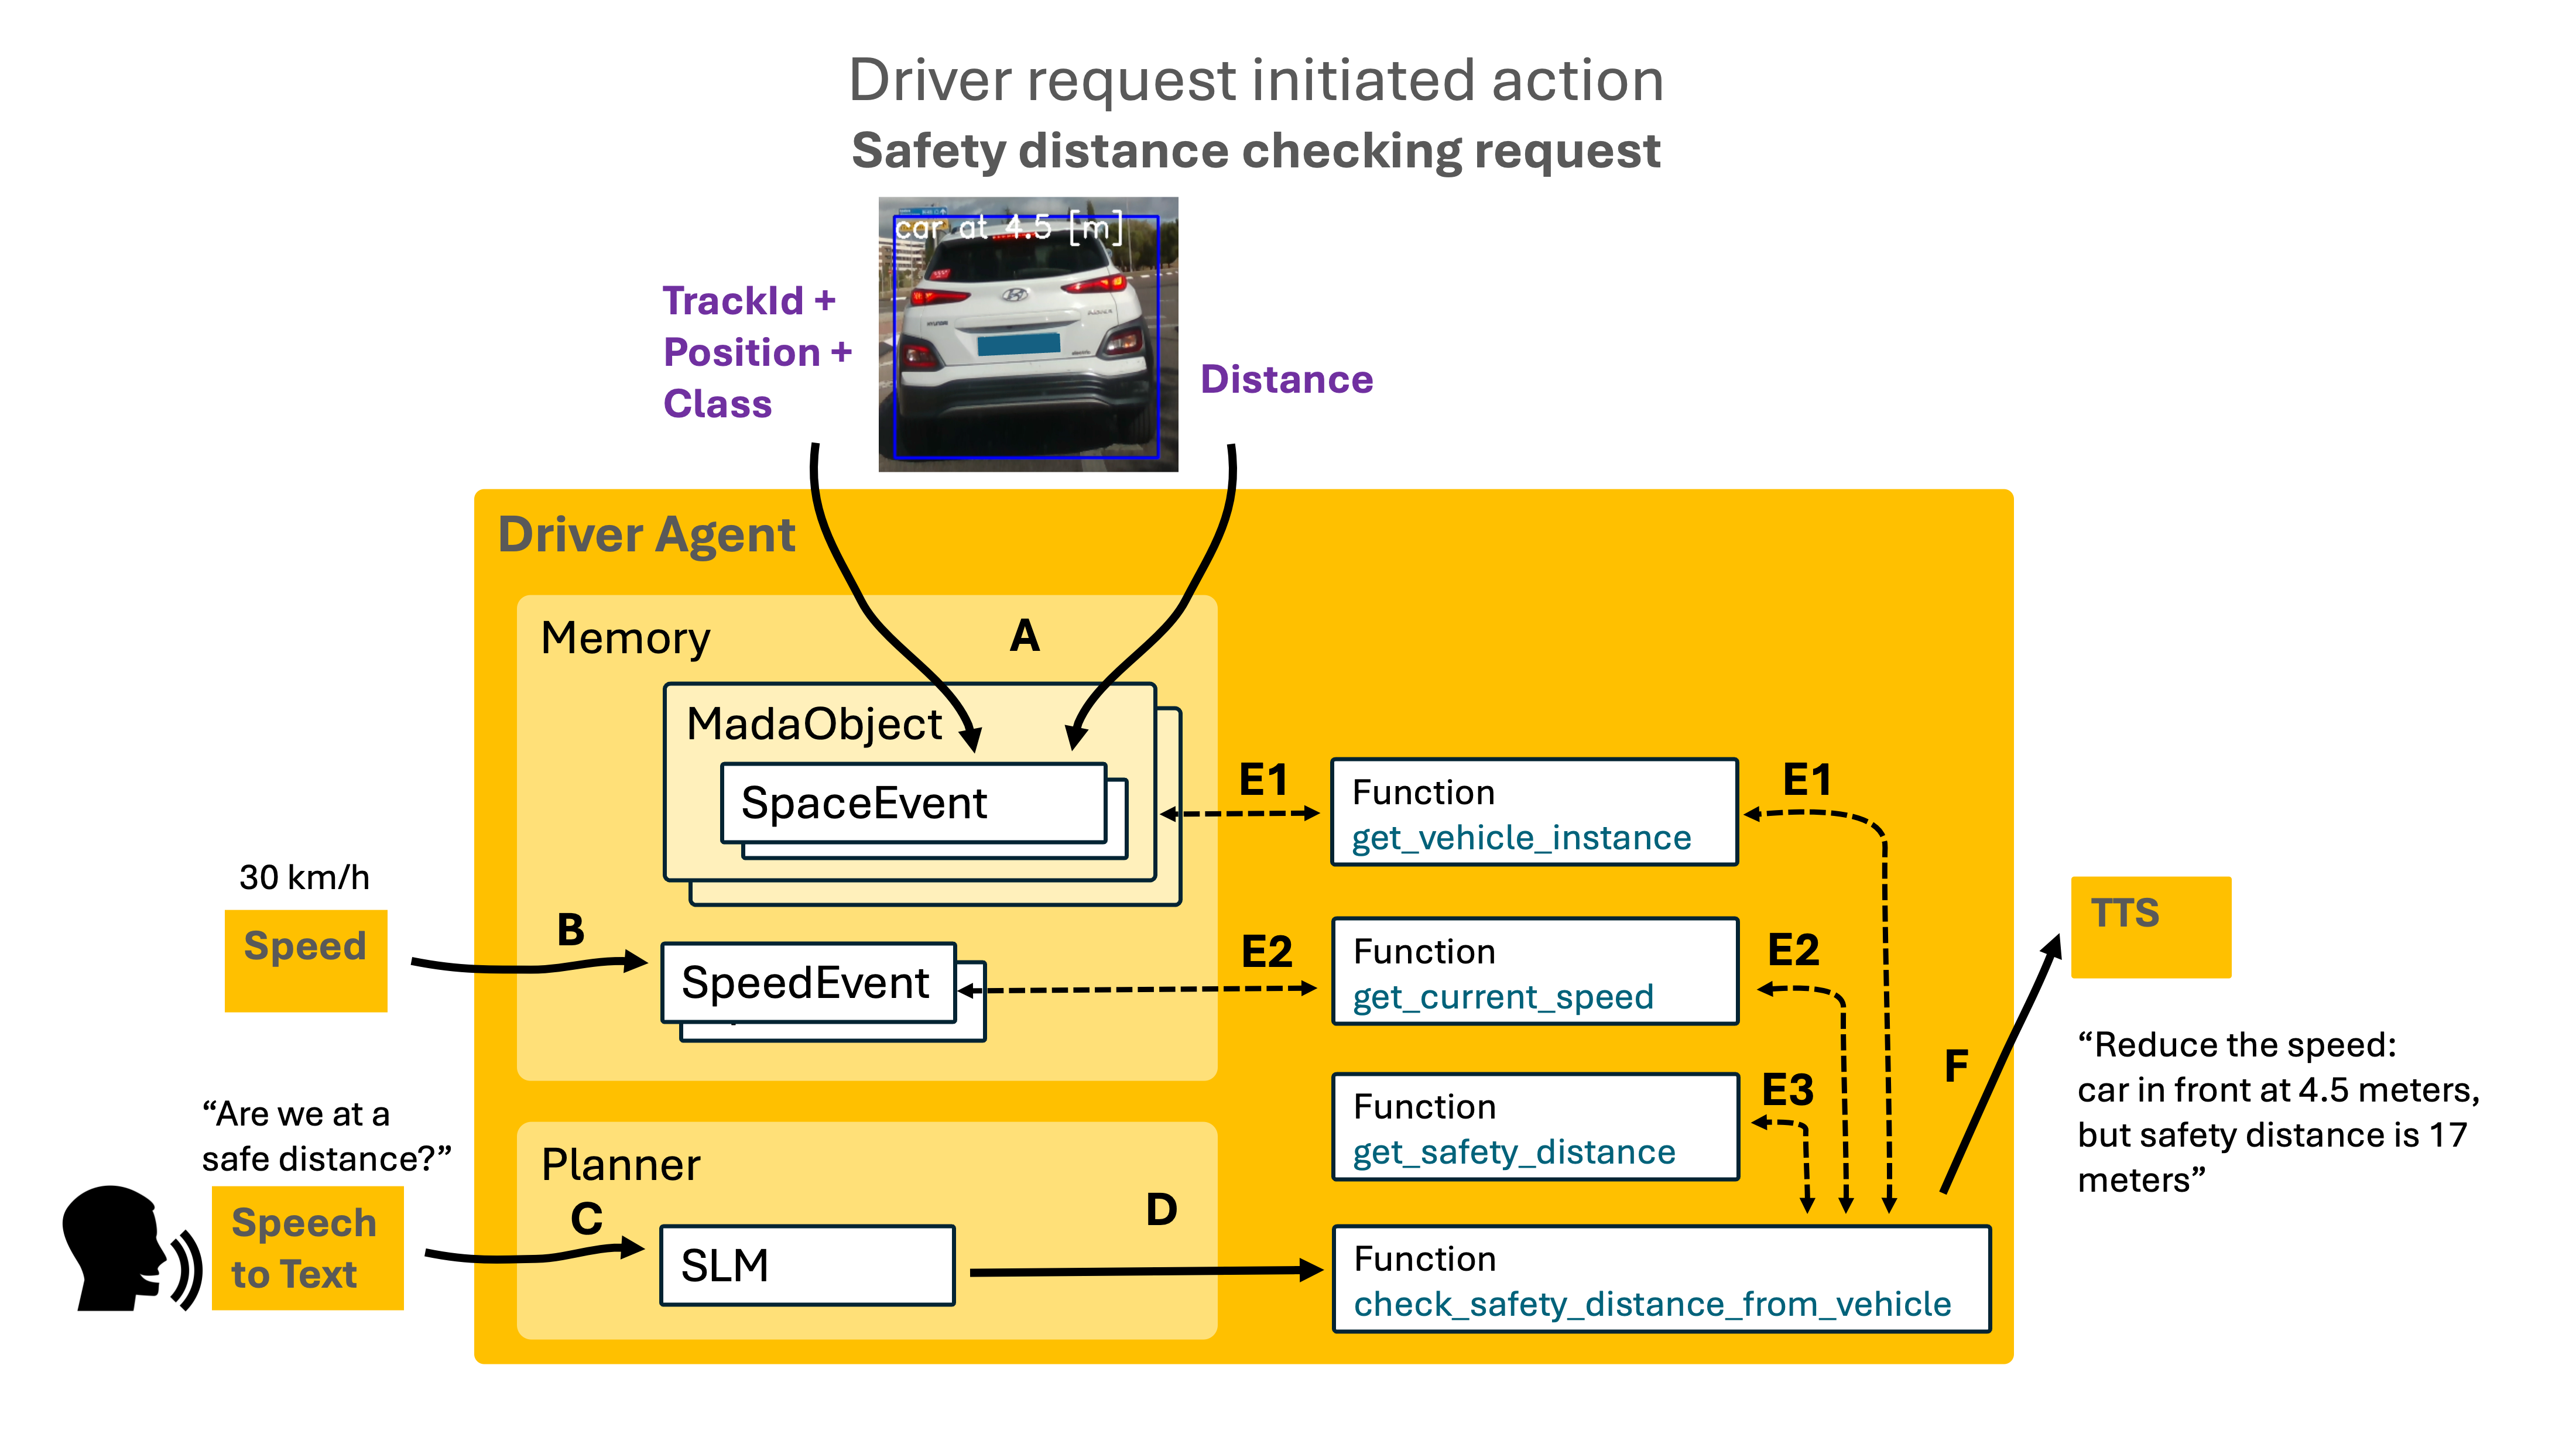 Driver request initiated action
Safety distance checking request
car at 4.5 [m]
TrackId +
Position +
Class
HYUNDAI
Distance
Driver Agent
Memory
A
MadaObject
SpaceEvent
E1
Function
get_vehicle_instance
E1
30 km/h
Speed
B
SpeedEvent
E2
Function
get_current_speed
E2
TTS
“Reduce the speed:
car in front at 4.5 meters,
but safety distance is 17
meters”
Function
get_safety_distance
E3
F
“Are we at a
safe distance?”
Speech
to Text
Planner
C
SLM
D
Function
check_safety_distance_from_vehicle